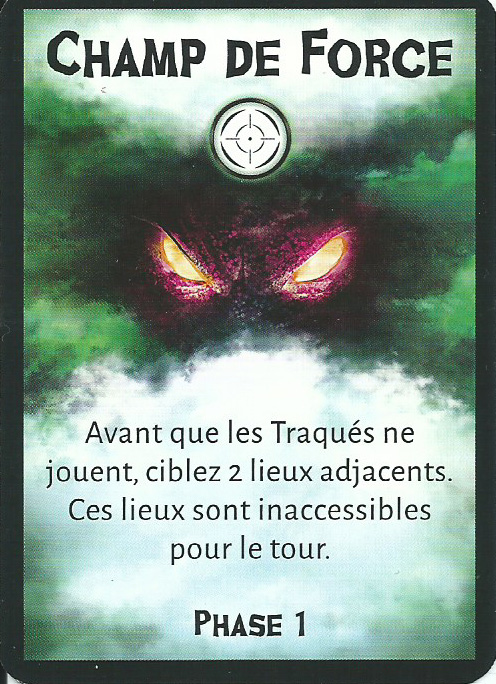 Champ de Force
Avant que les Traqués ne
jouent, ciblez 2 lieux adjacents.
Ces lieux sont inaccessibles
pour le tour.
Phase 1